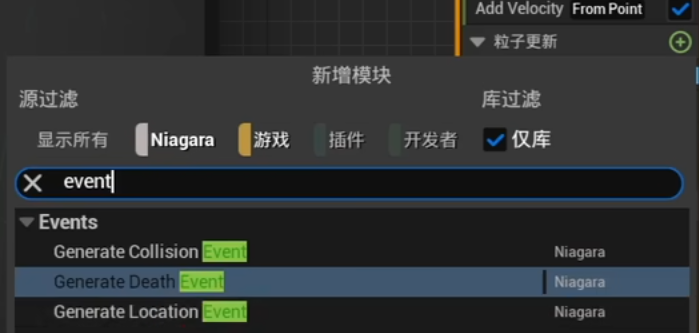 Add Velocity From Point
粒子更新
新增模块
源过滤 库过滤
显示所有 Niagara 游戏 插件 开发者 仅库
event
Events
Generate Collision Event Niagara
Generate Death Event Niagara
Generate Location Event Niagara